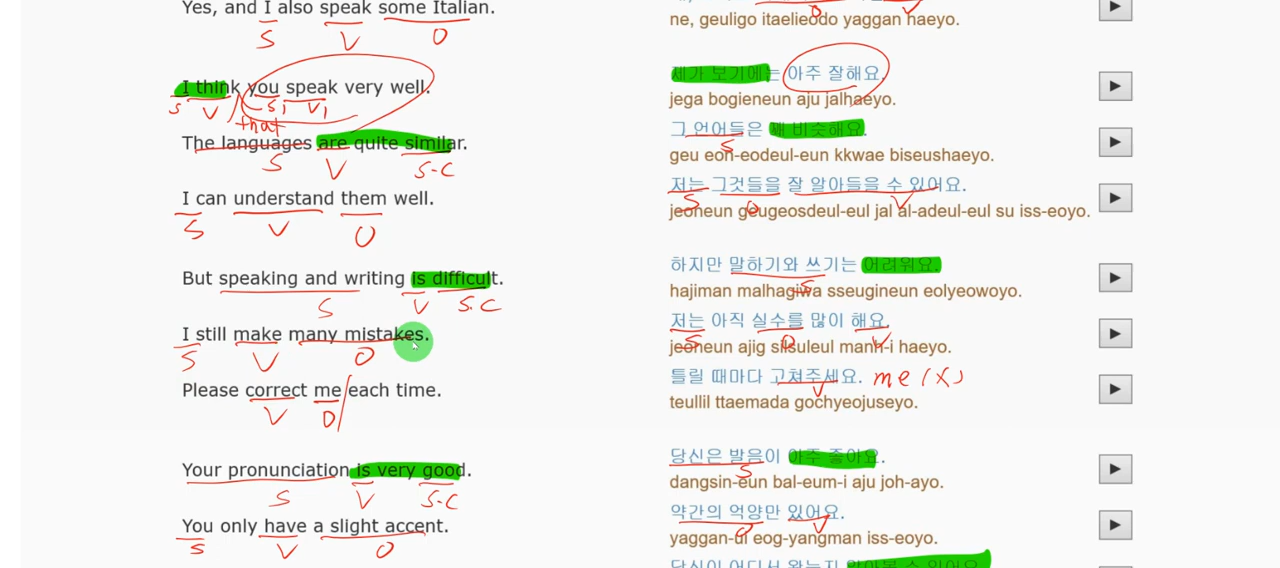 Yes, and I also speak some Italian.
S V O
O V
ne, geuligo itaelieodo yaggan haeyo.
I think you speak very well.
S V S1 V1
that
제가 보기에는 아주 잘해요.
jega bogieneun aju jalhaeyo.
The languages are quite similar.
S V S-C
그 언어들은 꽤 비슷해요.
S
geu eon-eodeul-eun kkwae biseushaeyo.
I can understand them well.
S V O
저는 그것들을 잘 알아들을 수 있어요.
S O V
jeoneun geugeosdeul-eul jal al-adeul-eul su iss-eoyo.
But speaking and writing is difficult.
S V S-C
하지만 말하기와 쓰기는 어려워요.
S
hajiman malhagiwa sseugineun eolyeowoyo.
I still make many mistakes.
S V O
저는 아직 실수를 많이 해요.
S O V
jeoneun ajig silsuleul manh-i haeyo.
Please correct me/each time.
V O
틀릴 때마다 고쳐주세요. me (X)
V
teullil ttaemada gochyeojuseyo.
Your pronunciation is very good.
S V S-C
당신은 발음이 아주 좋아요.
S
dangsin-eun bal-eum-i aju joh-ayo.
You only have a slight accent.
S V O
약간의 억양만 있어요.
O V
yaggan-ui eog-yangman iss-eoyo.